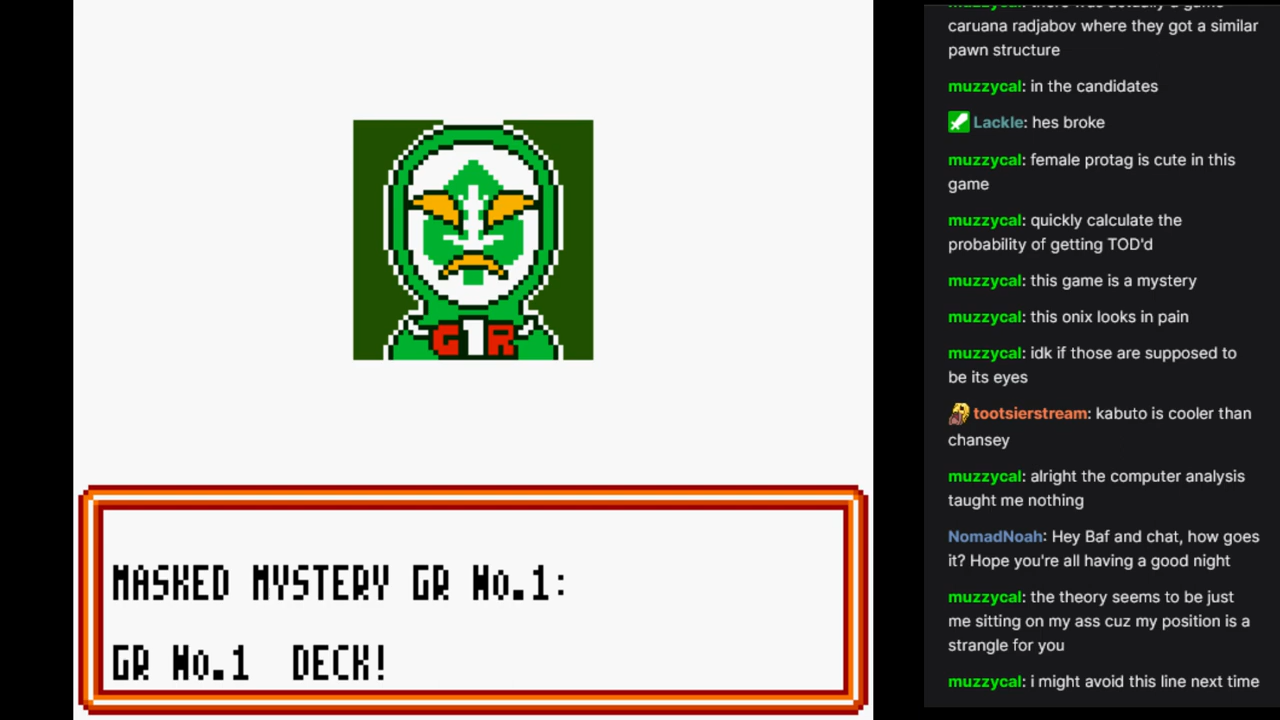 G1R
MASKED MYSTERY GR No.1:
GR No.1 DECK!
caruana radjabov where they got a similar
pawn structure
muzzycal: in the candidates
Lackle: hes broke
muzzycal: female protag is cute in this
game
muzzycal: quickly calculate the
probability of getting TOD'd
muzzycal: this game is a mystery
muzzycal: this onix looks in pain
muzzycal: idk if those are supposed to
be its eyes
tootsierstream: kabuto is cooler than
chansey
muzzycal: alright the computer analysis
taught me nothing
NomadNoah: Hey Baf and chat, how goes
it? Hope you're all having a good night
muzzycal: the theory seems to be just
me sitting on my ass cuz my position is a
strangle for you
muzzycal: i might avoid this line next time